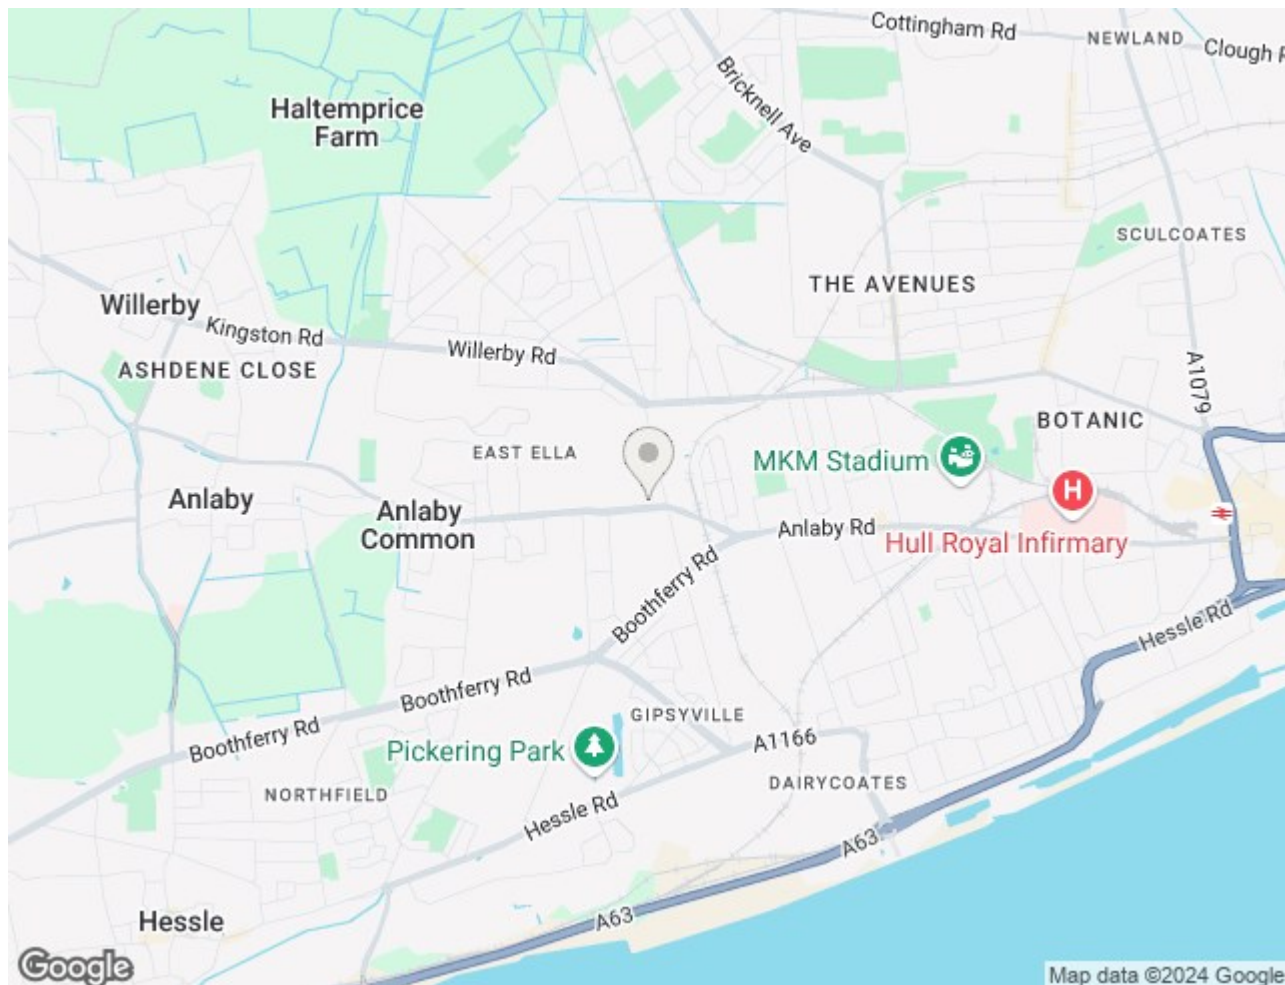 Cottingham Rd
NEWLAND
Clough R
Bricknell Ave
Haltemprice
Farm
SCULCOATES
THE AVENUES
Willerby
Kingston Rd
Willerby Rd
ASHDENE CLOSE
A1079
BOTANIC
EAST ELLA
MKM Stadium
H
Anlaby
Anlaby
Common
Anlaby Rd
Hull Royal Infirmary
Boothferry Rd
Hessle Rd
Boothferry Rd
Boothferry Rd
GIPSYVILLE
A1166
Pickering Park
DAIRYCOATES
NORTHFIELD
Hessle Rd
A63
Hessle
A63
Google
Map data ©2024 Google